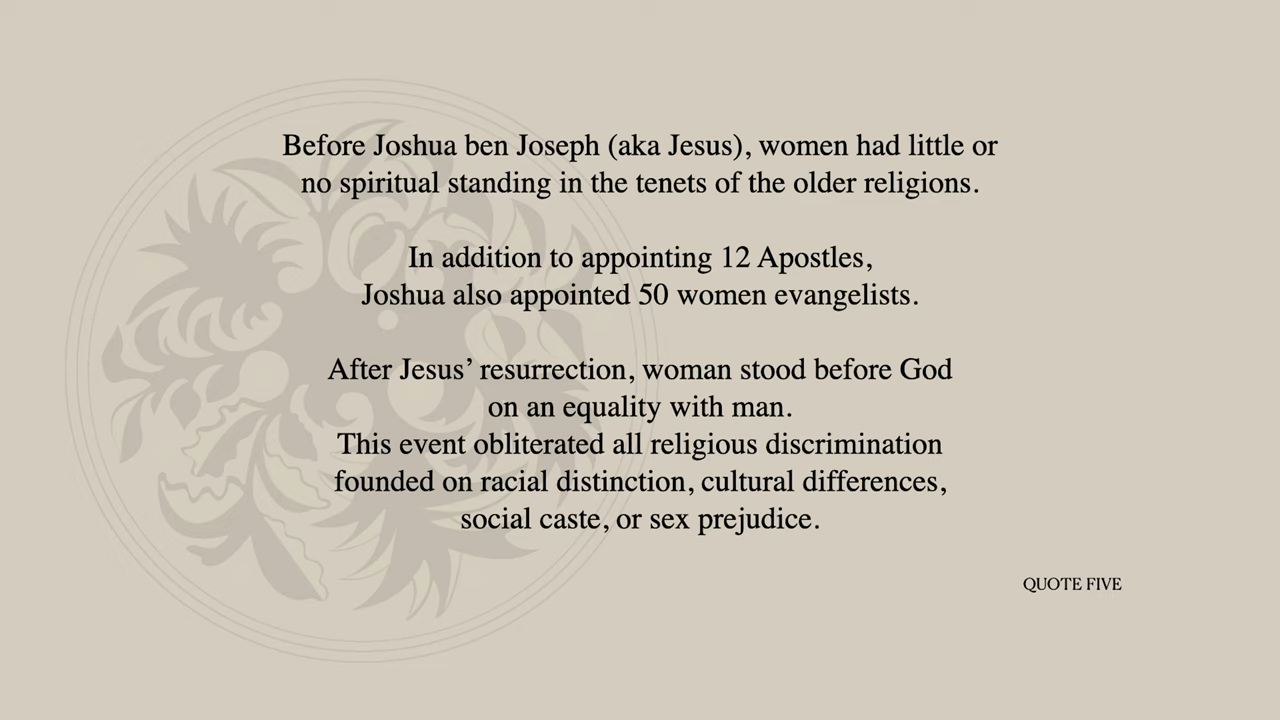 Before Joshua ben Joseph (aka Jesus), women had little or
no spiritual standing in the tenets of the older religions.
In addition to appointing 12 Apostles,
Joshua also appointed 50 women evangelists.
After Jesus’ resurrection, woman stood before God
on an equality with man.
This event obliterated all religious discrimination
founded on racial distinction, cultural differences,
social caste, or sex prejudice.
QUOTE FIVE